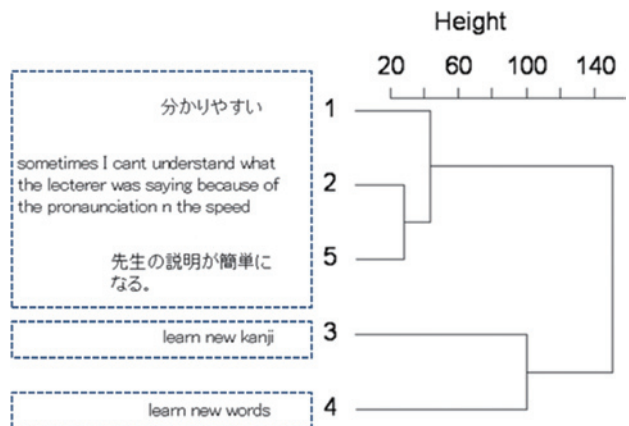 Height
20 60 100 140
分かりやすい 1
sometimes I cant understand what
the lecterer was saying because of
the pronaunciation n the speed
2
先生の説明が簡単に
なる。
5
learn new kanji 3
learn new words 4